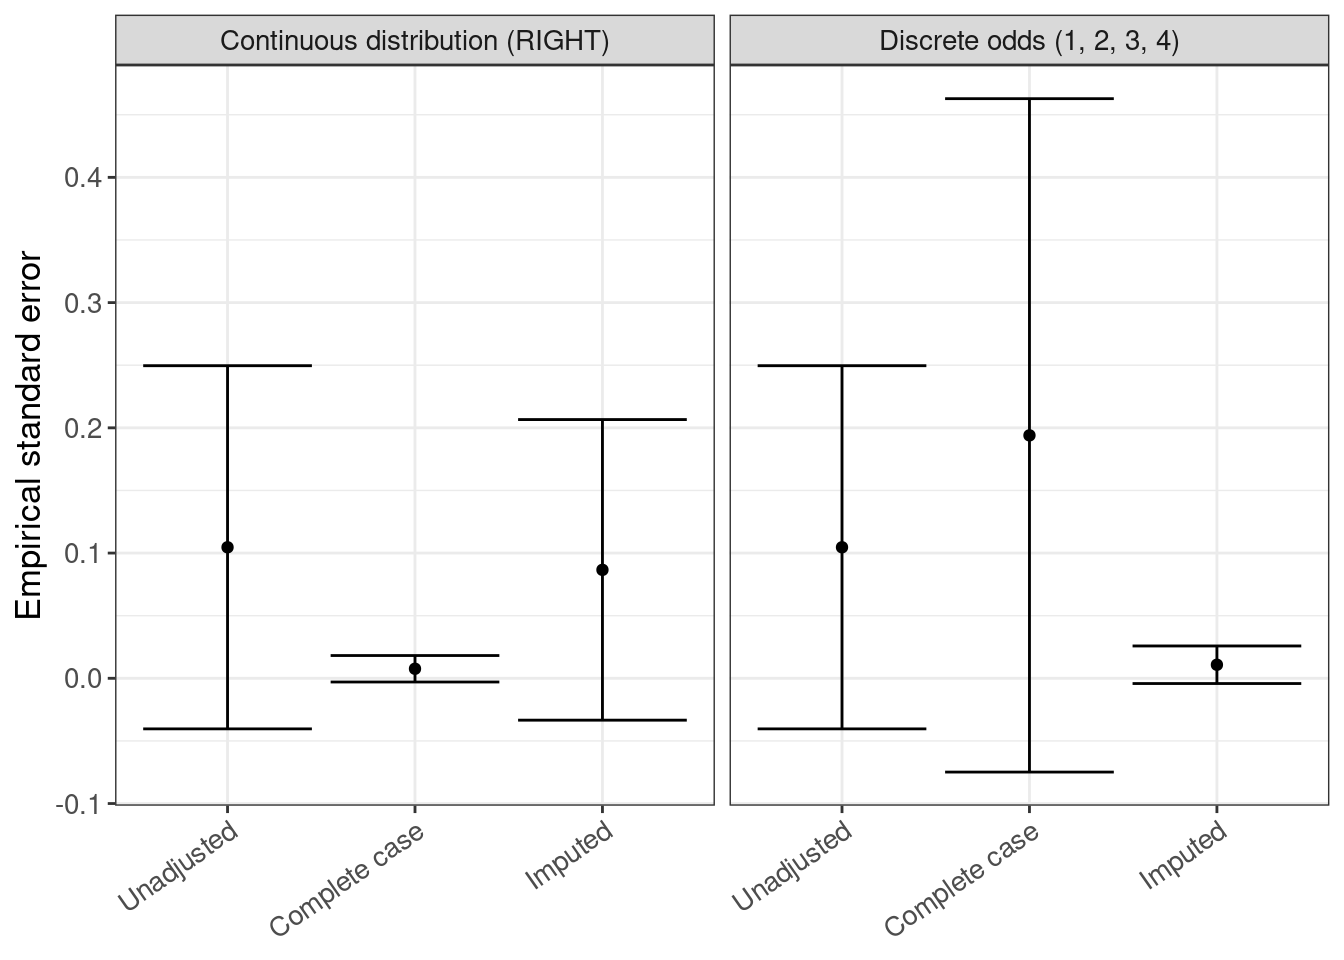 Continuous distribution (RIGHT)
Discrete odds (1, 2, 3, 4)
Empirical standard error
0.4
0.3
0.2
0.1
0.0
-0.1
Unadjusted
Complete case
Imputed
Unadjusted
Complete case
Imputed